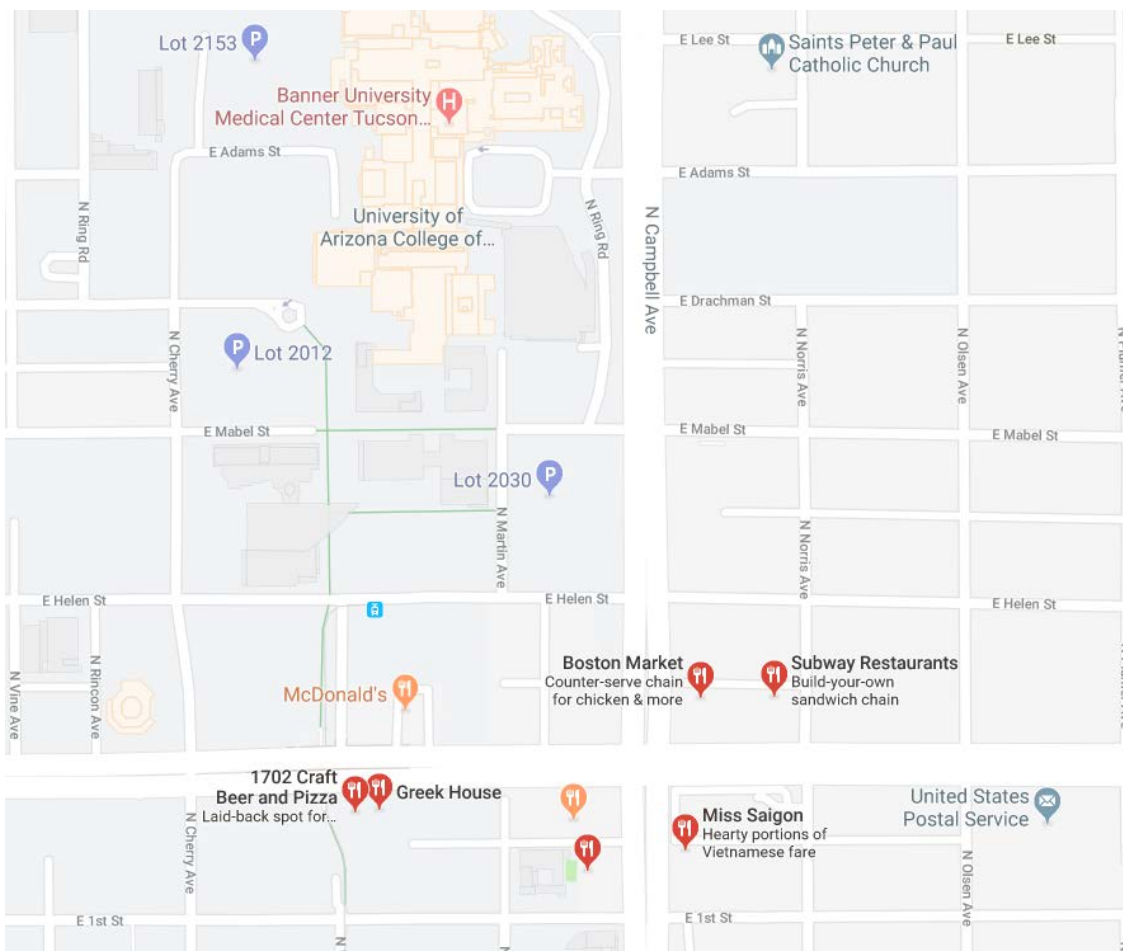 Lot 2153
P
E Lee St
Saints Peter & Paul
Catholic Church
E Lee St
Banner University
Medical Center Tucson...
H
E Adams St
E Adams St
N Ring Rd
University of
Arizona College of...
N Ring Rd
N Campbell Ave
E Drachman St
N Cherry Ave
P
Lot 2012
N Norris Ave
N Olsen Ave
E Mabel St
E Mabel St
E Mabel St
Lot 2030
P
N Martin Ave
N Norris Ave
E Helen St
E Helen St
E Helen St
N Vine Ave
N Rincon Ave
McDonald's
Boston Market
Counter-serve chain
for chicken & more
Subway Restaurants
Build-your-own
sandwich chain
1702 Craft
Beer and Pizza
Laid-back spot for...
Greek House
Miss Saigon
Hearty portions of
Vietnamese fare
United States
Postal Service
N Cherry Ave
N Olsen Ave
E 1st St
E 1st St